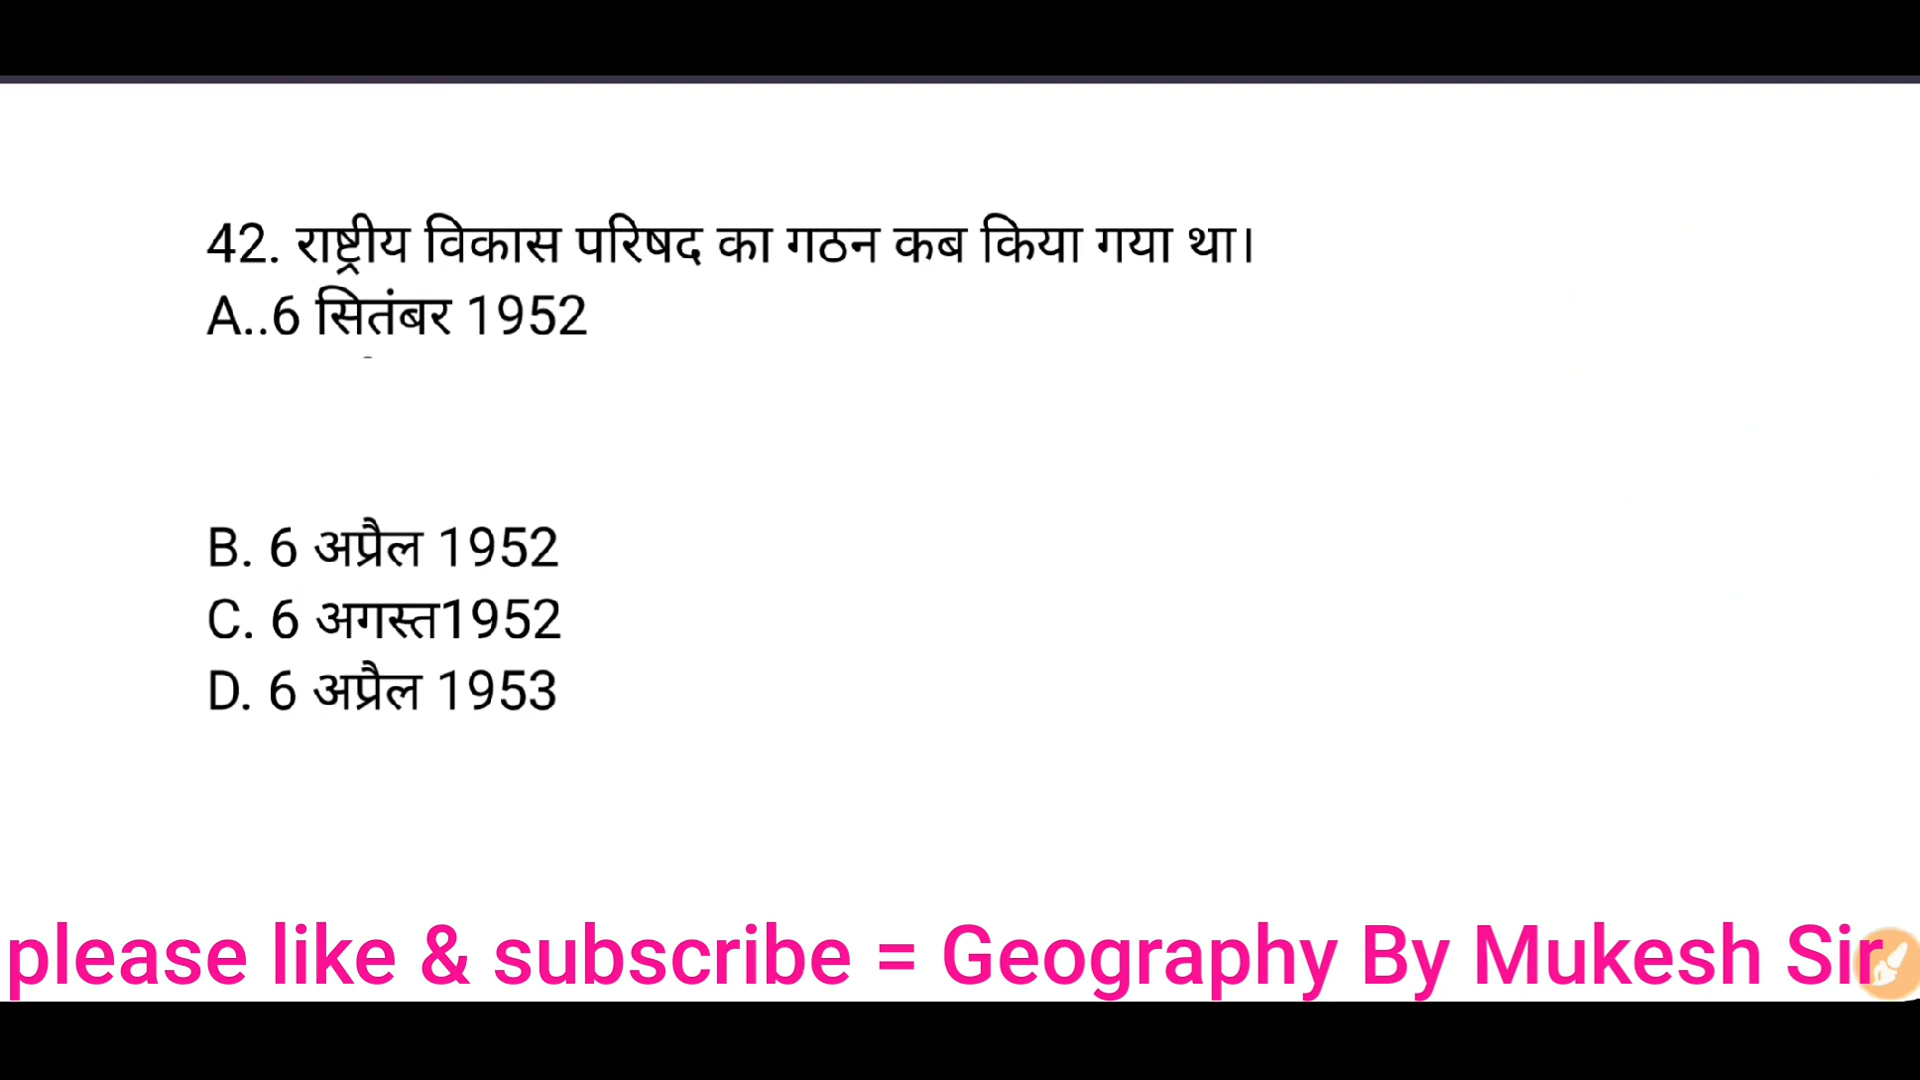 42. राष्ट्रीय विकास परिषद का गठन कब किया गया था।
A..6 सितंबर 1952
B. 6 अप्रैल 1952
C. 6 अगस्त1952
D. 6 अप्रैल 1953
please like & subscribe = Geography By Mukesh Sir